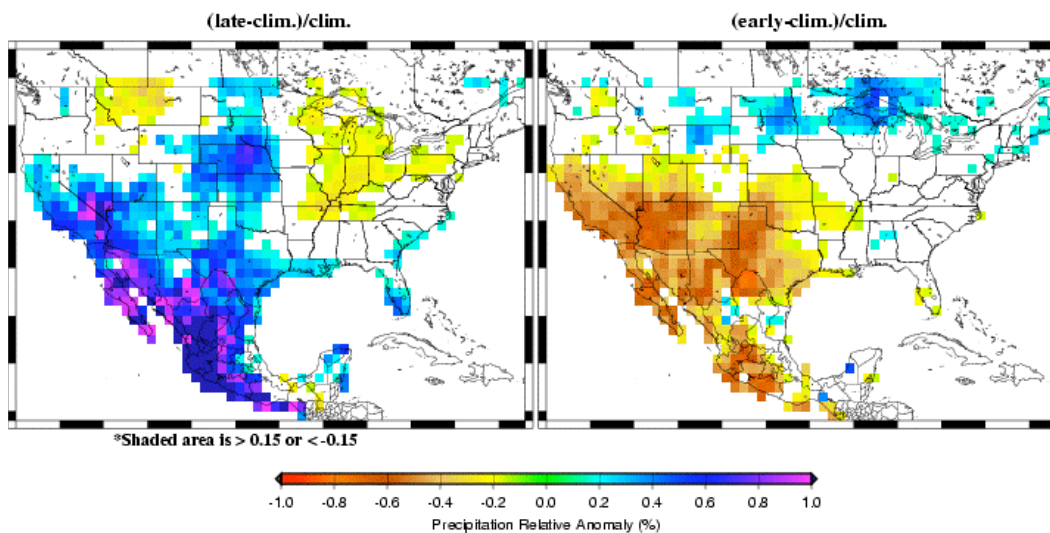 (late-clim.)/clim.
(early-clim.)/clim.
*Shaded area is > 0.15 or < -0.15
-1.0 -0.8 -0.6 -0.4 -0.2 0.0 0.2 0.4 0.6 0.8 1.0
Precipitation Relative Anomaly (%)